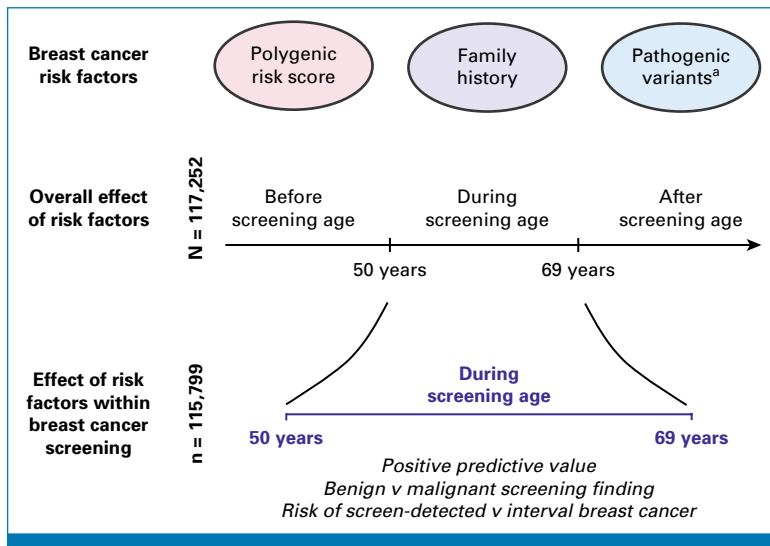 Breast cancer
risk factors
Polygenic
risk score
Family
history
Pathogenic
variantsᵃ
Overall effect
of risk factors
N = 117,252
Before
screening age
During
screening age
After
screening age
50 years
69 years
Effect of risk
factors within
breast cancer
screening
n = 115,799
During
screening age
50 years
69 years
Positive predictive value
Benign v malignant screening finding
Risk of screen-detected v interval breast cancer